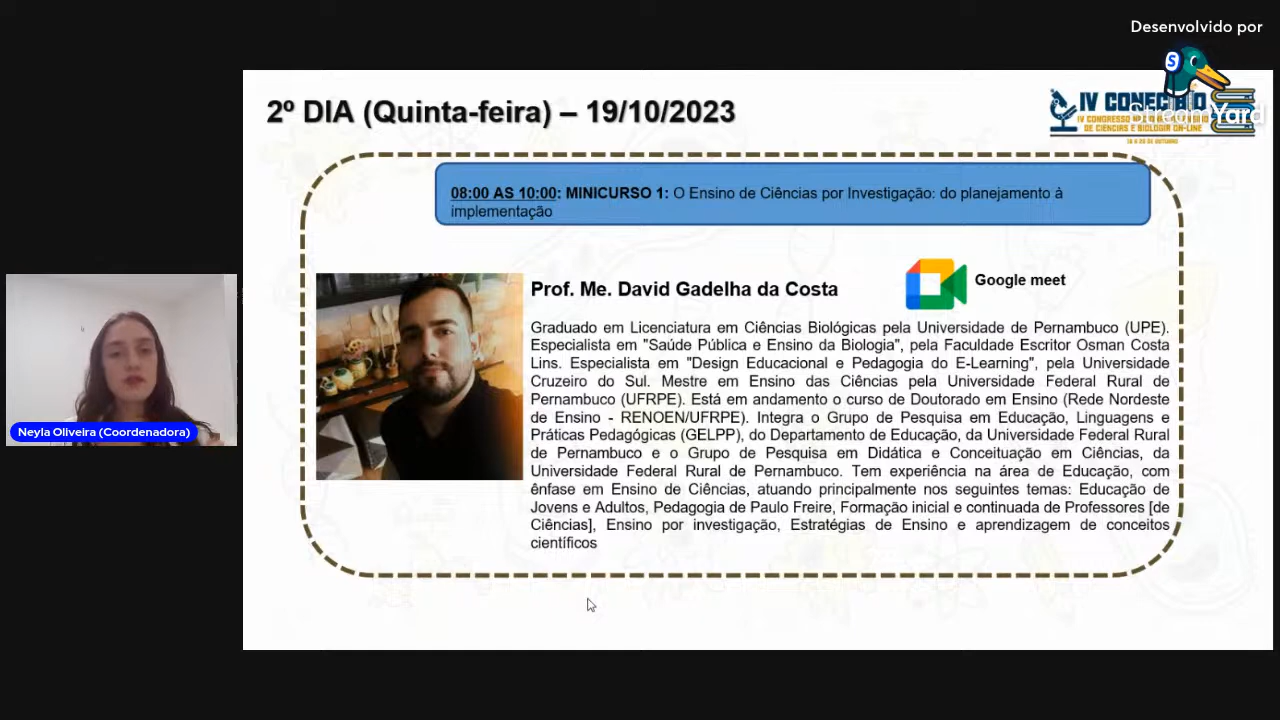 Desenvolvido por
2º DIA (Quinta-feira) – 19/10/2023
IV CONGRESSO
DE CIÊNCIAS E BIOLOGIA ON-LINE
08:00 AS 10:00: MINICURSO 1: O Ensino de Ciências por Investigação: do planejamento à
implementação
Prof. Me. David Gadelha da Costa
Google meet
Graduado em Licenciatura em Ciências Biológicas pela Universidade de Pernambuco (UPE).
Especialista em "Saúde Pública e Ensino da Biologia", pela Faculdade Escritor Osman Costa
Lins. Especialista em "Design Educacional e Pedagogia do E-Learning", pela Universidade
Cruzeiro do Sul. Mestre em Ensino das Ciências pela Universidade Federal Rural de
Pernambuco (UFRPE). Está em andamento o curso de Doutorado em Ensino (Rede Nordeste
de Ensino - RENOEN/UFRPE). Integra o Grupo de Pesquisa em Educação, Linguagens e
Práticas Pedagógicas (GELPP), do Departamento de Educação, da Universidade Federal Rural
de Pernambuco e o Grupo de Pesquisa em Didática e Conceituação em Ciências, da
Universidade Federal Rural de Pernambuco. Tem experiência na área de Educação, com
ênfase em Ensino de Ciências, atuando principalmente nos seguintes temas: Educação de
Jovens e Adultos, Pedagogia de Paulo Freire, Formação inicial e continuada de Professores [de
Ciências], Ensino por investigação, Estratégias de Ensino e aprendizagem de conceitos
científicos
Neyla Oliveira (Coordenadora)